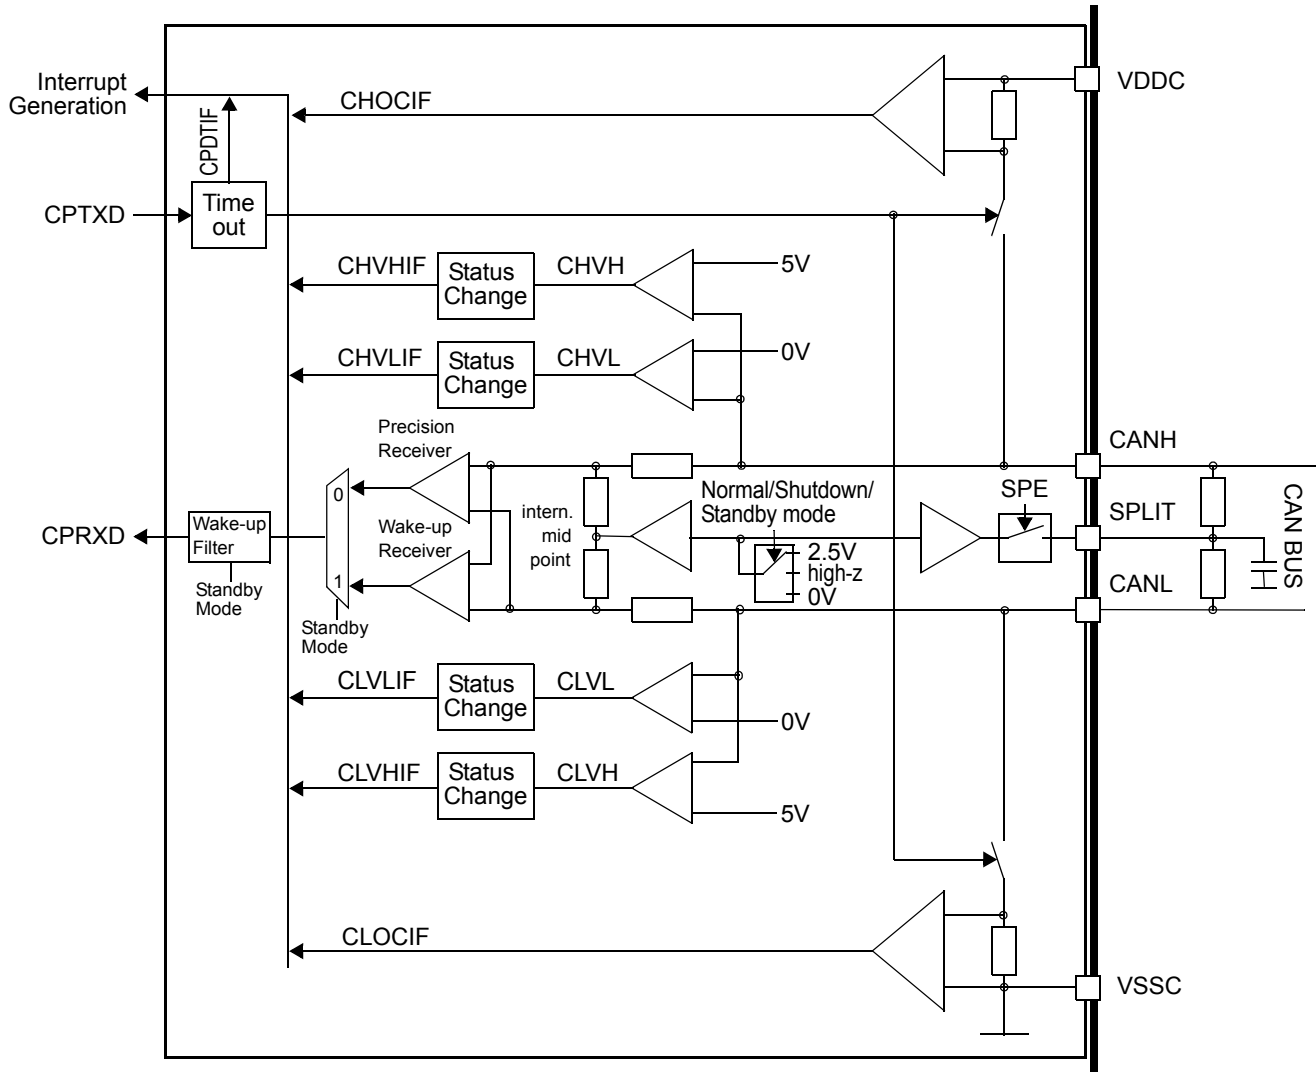 Interrupt
Generation
CPDTIF
CHOCIF
VDDC
CPTXD
Time
out
CHVHIF
Status
Change
CHVH
5V
CHVLIF
Status
Change
CHVL
0V
Precision
Receiver
CANH
0
Normal/Shutdown/
Standby mode
SPE
CPRXD
Wake-up
Filter
Standby
Mode
Wake-up
Receiver
intern.
mid
point
2.5V
high-z
0V
SPLIT
CAN BUS
1
Standby
Mode
CANL
CLVLIF
Status
Change
CLVL
0V
CLVHIF
Status
Change
CLVH
5V
CLOCIF
VSSC